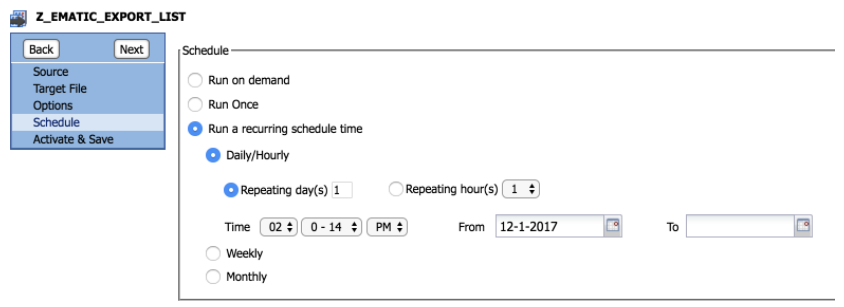 Z_EMATIC_EXPORT_LIST
Back Next
Source
Target File
Options
Schedule
Activate & Save
Schedule
Run on demand
Run Once
Run a recurring schedule time
Daily/Hourly
Repeating day(s) 1 Repeating hour(s) 1
Time 02 0 - 14 PM From 12-1-2017 To
Weekly
Monthly